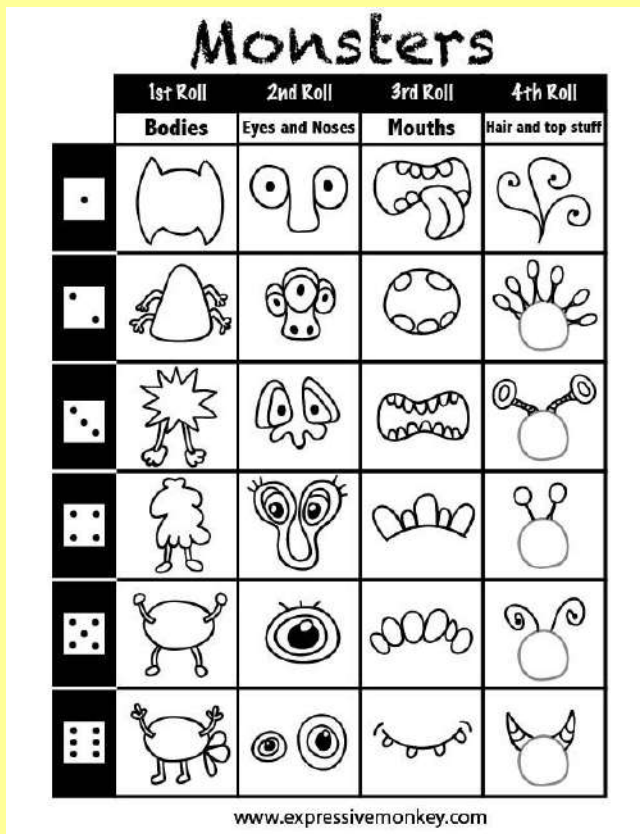 Monsters
1st Roll 2nd Roll 3rd Roll 4th Roll
Bodies Eyes and Noses Mouths Hair and top stuff
www.expressivemonkey.com